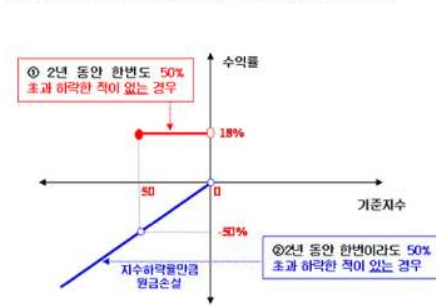 수익률
① 2년 동안 한번도 50%
초과 하락한 적이 없는 경우
18%
50
0
기준지수
-50%
②2년 동안 한번이라도 50%
초과 하락한 적이 있는 경우
지수하락률만큼
원금손실